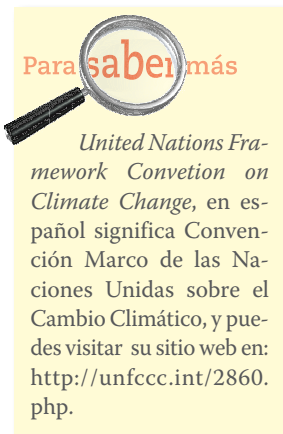 Para saber más
United Nations Fra-
mework Convetion on
Climate Change, en es-
pañol significa Conven-
ción Marco de las Na-
ciones Unidas sobre el
Cambio Climático, y pue-
des visitar su sitio web en:
http://unfccc.int/2860.
php.